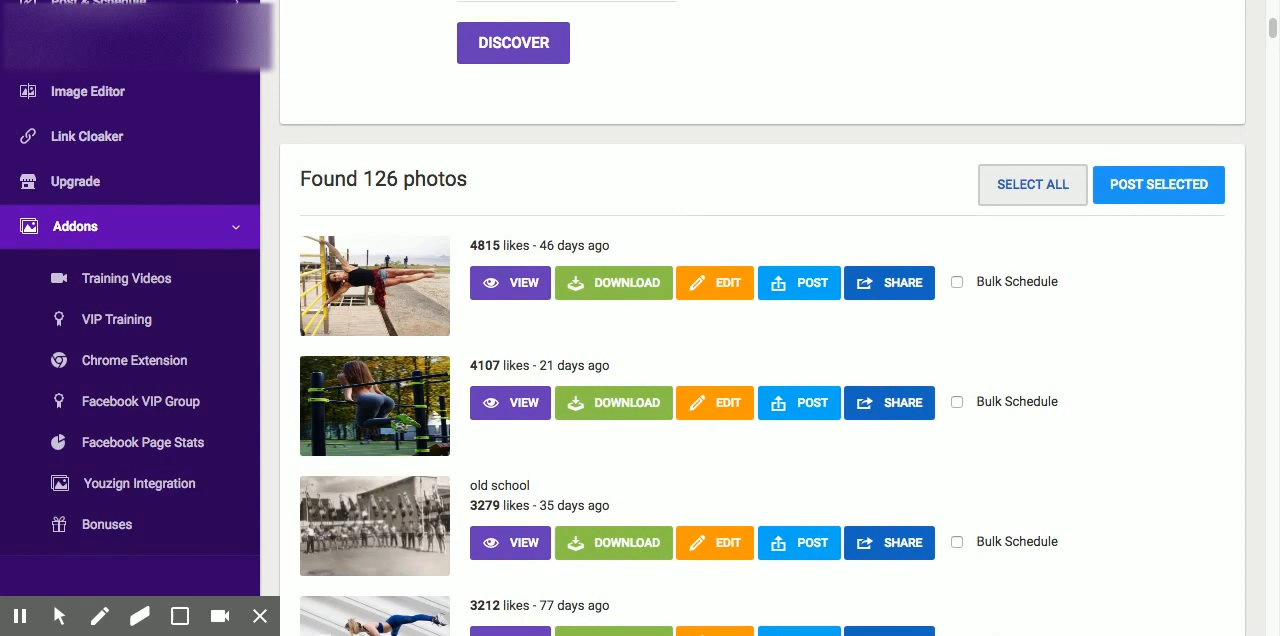 Post & Schedule
DISCOVER
Image Editor
Link Cloaker
Upgrade
Addons
Training Videos
VIP Training
Chrome Extension
Facebook VIP Group
Facebook Page Stats
Youzign Integration
Bonuses
Found 126 photos
SELECT ALL
POST SELECTED
4815 likes - 46 days ago
VIEW DOWNLOAD EDIT POST SHARE Bulk Schedule
4107 likes - 21 days ago
VIEW DOWNLOAD EDIT POST SHARE Bulk Schedule
old school
3279 likes - 35 days ago
VIEW DOWNLOAD EDIT POST SHARE Bulk Schedule
3212 likes - 77 days ago